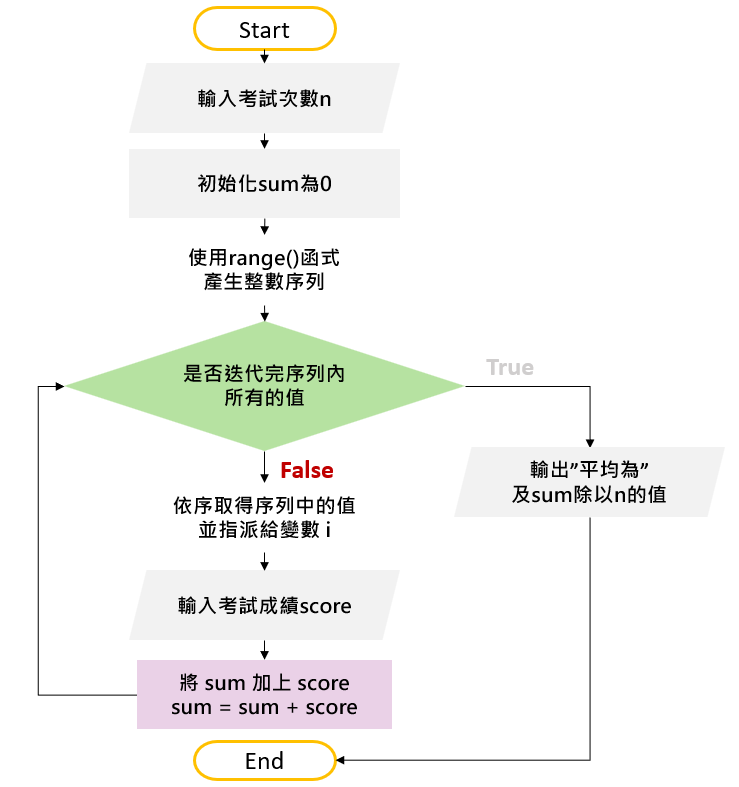 Start
輸入考試次數n
初始化sum為0
使用range()函式
產生整數序列
是否迭代完序列內
所有的值
True
False
輸出”平均為”
及sum除以n的值
依序取得序列中的值
並指派給變數 i
輸入考試成績score
將 sum 加上 score
sum = sum + score
End